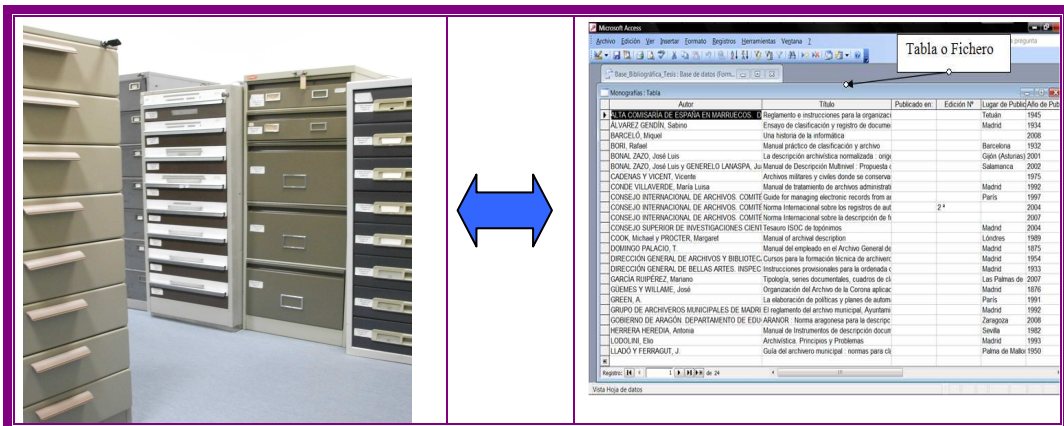 Microsoft Access
Archivo Edición Ver Insertar Formato Registros Herramientas Ventana ? pregunta
Tabla o Fichero
Base_Bibliográfica_Tesis : Base de datos (Form...
Monografías : Tabla
Autor Título Publicado en: Edición Nº Lugar de Public Año de Pub
ALTA COMISARÍA DE ESPAÑA EN MARRUECOS. D Reglamento e instrucciones para la organizaci Tetuán 1945
ÁLVAREZ GENDÍN, Sabino Ensayo de clasificación y registro de docume Madrid 1934
BARCELÓ, Miquel Una historia de la informática 2008
BORI, Rafael Manual práctico de clasificación y archivo Barcelona 1932
BONAL ZAZO, José Luis La descripción archivística normalizada : orige Gijón (Asturias) 2001
BONAL ZAZO, José Luis y GENERELO LANASPA, Ju Manual de Descripción Multinivel : Propuesta d Salamanca 2002
CADENAS Y VICENT, Vicente Archivos militares y civiles donde se conserva 1975
CONDE VILLAVERDE, María Luisa Manual de tratamiento de archivos administrati Madrid 1992
CONSEJO INTERNACIONAL DE ARCHIVOS. COMITÉ Guide for managing electronic records from an París 1997
CONSEJO INTERNACIONAL DE ARCHIVOS. COMITÉ Norma Internacional sobre los registros de aut 2ª 2004
CONSEJO INTERNACIONAL DE ARCHIVOS. COMITÉ Norma Internacional sobre la descripción de fu 2007
CONSEJO SUPERIOR DE INVESTIGACIONES CIENT Tesauro ISOC de topónimos Madrid 2004
COOK, Michael y PROCTER, Margaret Manual of archival description Lóndres 1989
DOMINGO PALACIO, T. Manual del empleado en el Archivo General de Madrid 1875
DIRECCIÓN GENERAL DE ARCHIVOS Y BIBLIOTEC Cursos para la formación técnica de archivero Madrid 1954
DIRECCIÓN GENERAL DE BELLAS ARTES. INSPEC Instrucciones provisionales para la ordenada c Madrid 1933
GARCÍA RUIPÉREZ, Mariano Tipología, series documentales, cuadros de cla Las Palmas de 2007
GÜEMES Y WILLAME, José Organización del Archivo de la Corona aplicac Madrid 1876
GREEN, A. La elaboración de políticas y planes de autom París 1991
GRUPO DE ARCHIVEROS MUNICIPALES DE MADRI El reglamento del archivo municipal, Ayuntami Madrid 1992
GOBIERNO DE ARAGÓN. DEPARTAMENTO DE EDU ARANOR : Norma aragonesa para la descripc Zaragoza 2008
HERRERA HEREDIA, Antonia Manual de Instrumentos de descripción docum Sevilla 1982
LODOLINI, Elio Archivística. Principios y Problemas Madrid 1993
LLADÓ Y FERRAGUT, J. Guía del archivero municipal : normas para cla Palma de Mallor 1950
Registro: 1 de 24
Vista Hoja de datos